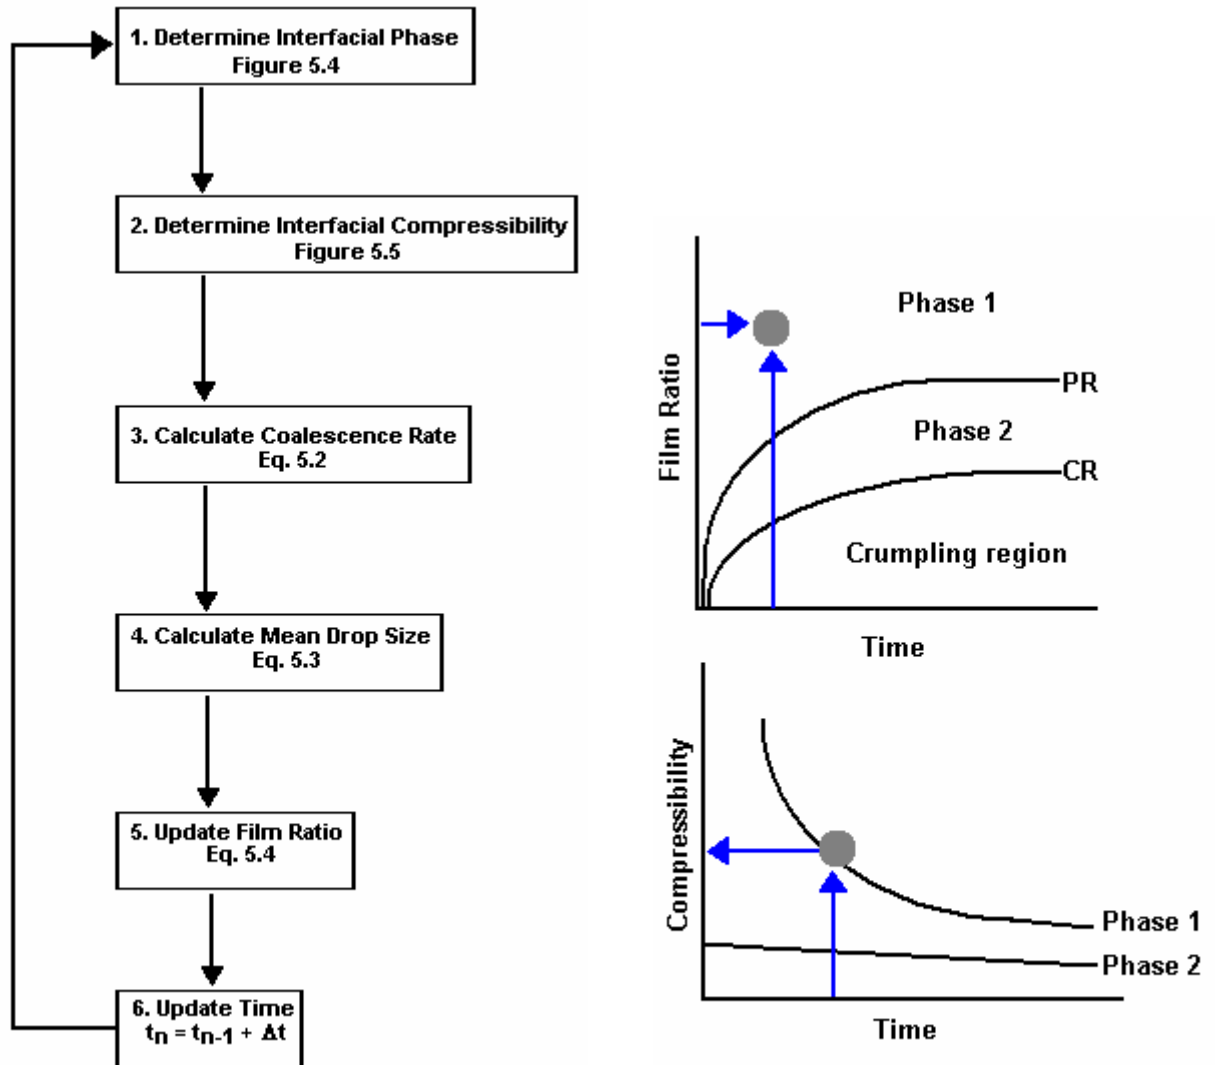 1. Determine Interfacial Phase
Figure 5.4
2. Determine Interfacial Compressibility
Figure 5.5
3. Calculate Coalescence Rate
Eq. 5.2
4. Calculate Mean Drop Size
Eq. 5.3
5. Update Film Ratio
Eq. 5.4
6. Update Time
tn = tn-1 + Δt
Film Ratio
Phase 1
PR
Phase 2
CR
Crumpling region
Time
Compressibility
Phase 1
Phase 2
Time